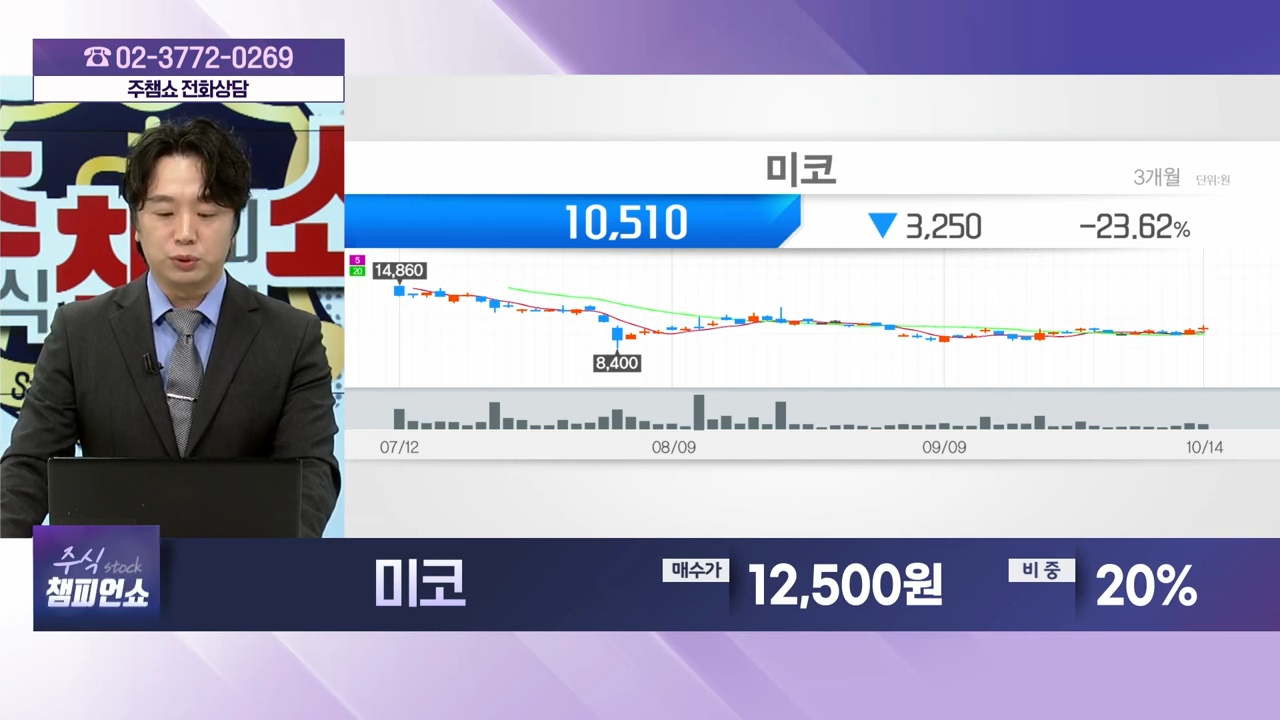 ☎02-3772-0269
주챔쇼 전화상담
미코
3개월 단위:원
10,510 ▼ 3,250 -23.62%
5
20
14,860
8,400
07/12 08/09 09/09 10/14
주식 stock
챔피언쇼
미코 매수가 12,500원 비중 20%